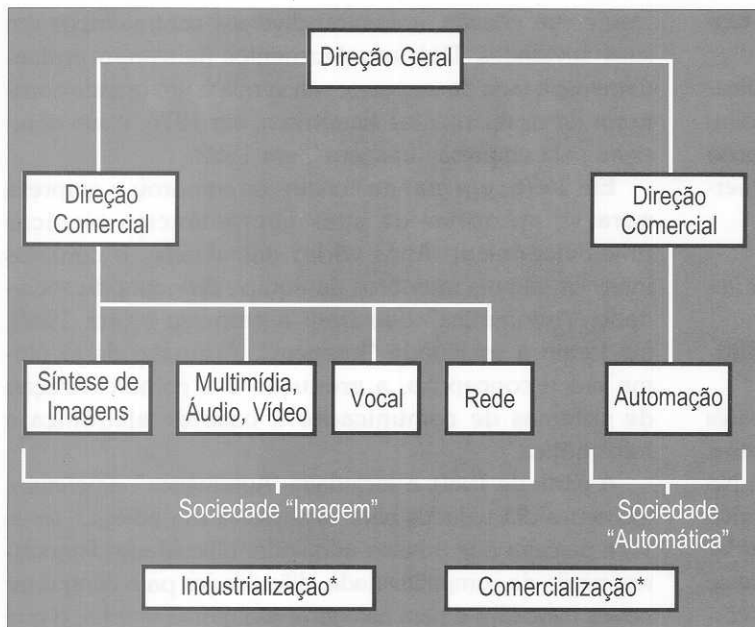 Direção Geral
Direção
Comercial
Direção
Comercial
Síntese de
Imagens
Multimídia,
Áudio, Vídeo
Vocal
Rede
Automação
Sociedade “Imagem”
Sociedade
“Automática”
Industrialização*
Comercialização*